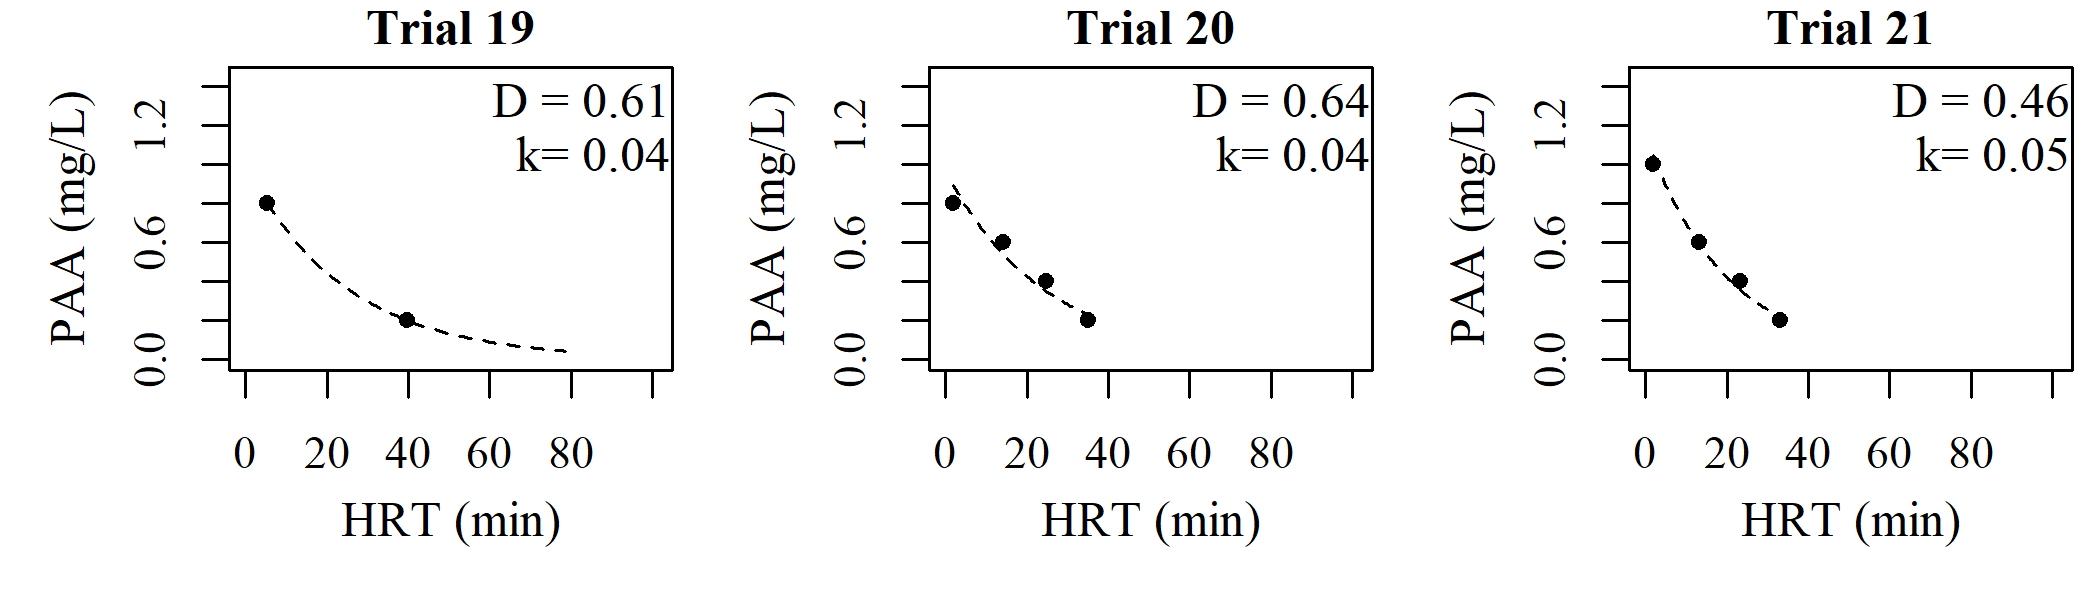 Trial 19
D = 0.61
k= 0.04
PAA (mg/L)
1.2
0.6
0.0
0 20 40 60 80
HRT (min)
Trial 20
D = 0.64
k= 0.04
PAA (mg/L)
1.2
0.6
0.0
0 20 40 60 80
HRT (min)
Trial 21
D = 0.46
k= 0.05
PAA (mg/L)
1.2
0.6
0.0
0 20 40 60 80
HRT (min)